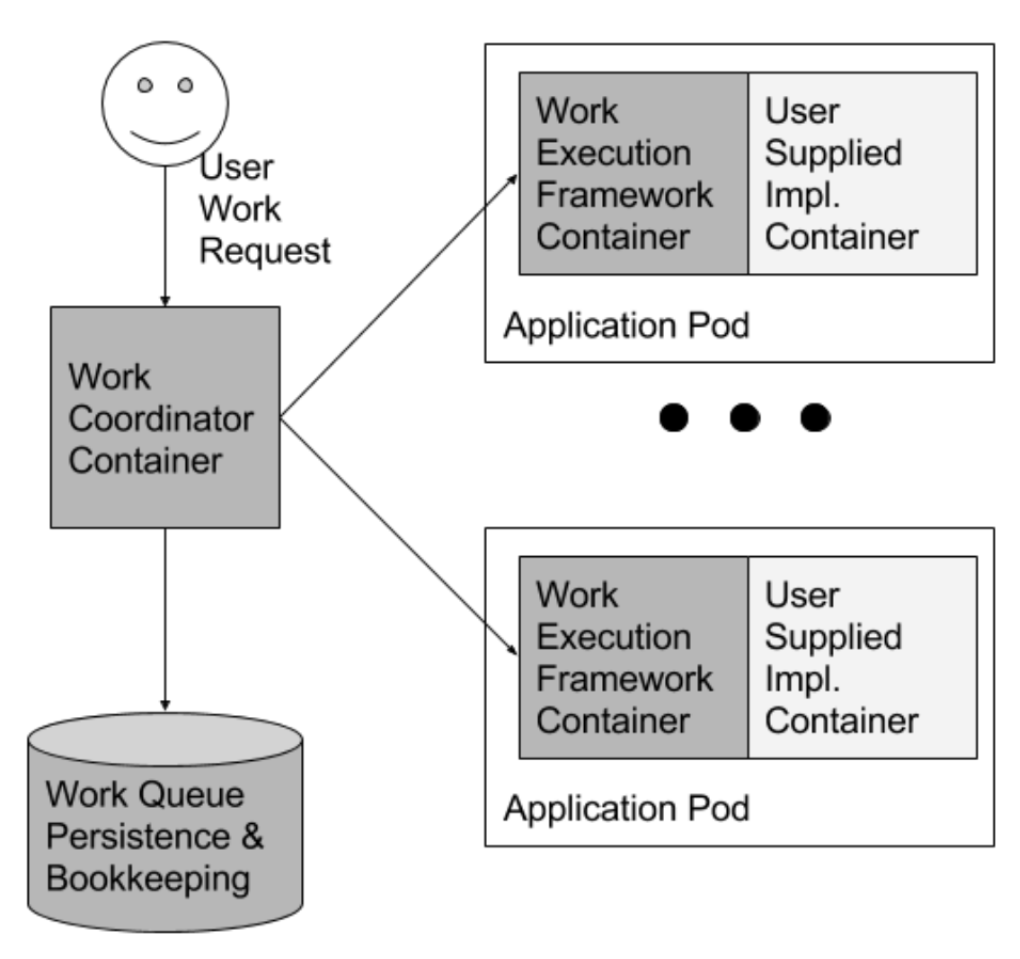 User
Work
Request
Work
Coordinator
Container
Work Queue
Persistence &
Bookkeeping
Work
Execution
Framework
Container
User
Supplied
Impl.
Container
Application Pod
Work
Execution
Framework
Container
User
Supplied
Impl.
Container
Application Pod